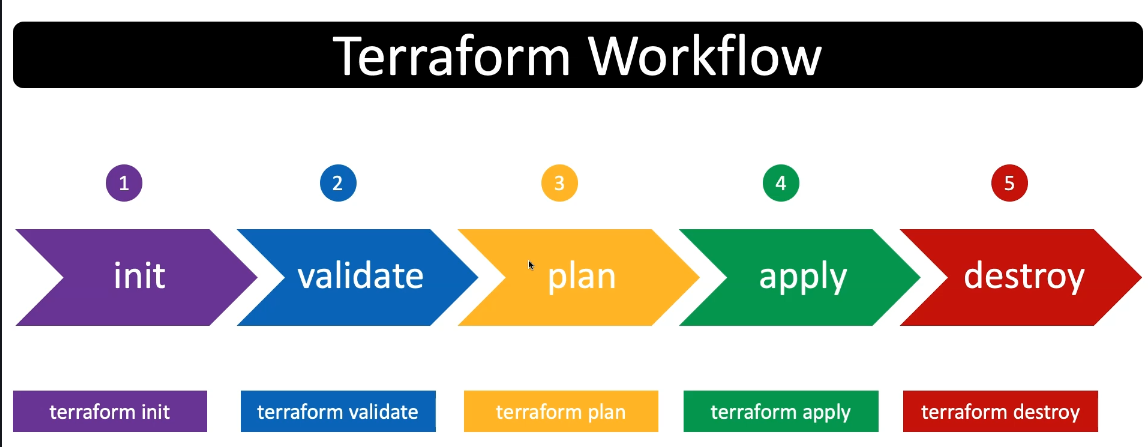 Terraform Workflow
1 2 3 4 5
init validate plan apply destroy
terraform init terraform validate terraform plan terraform apply terraform destroy